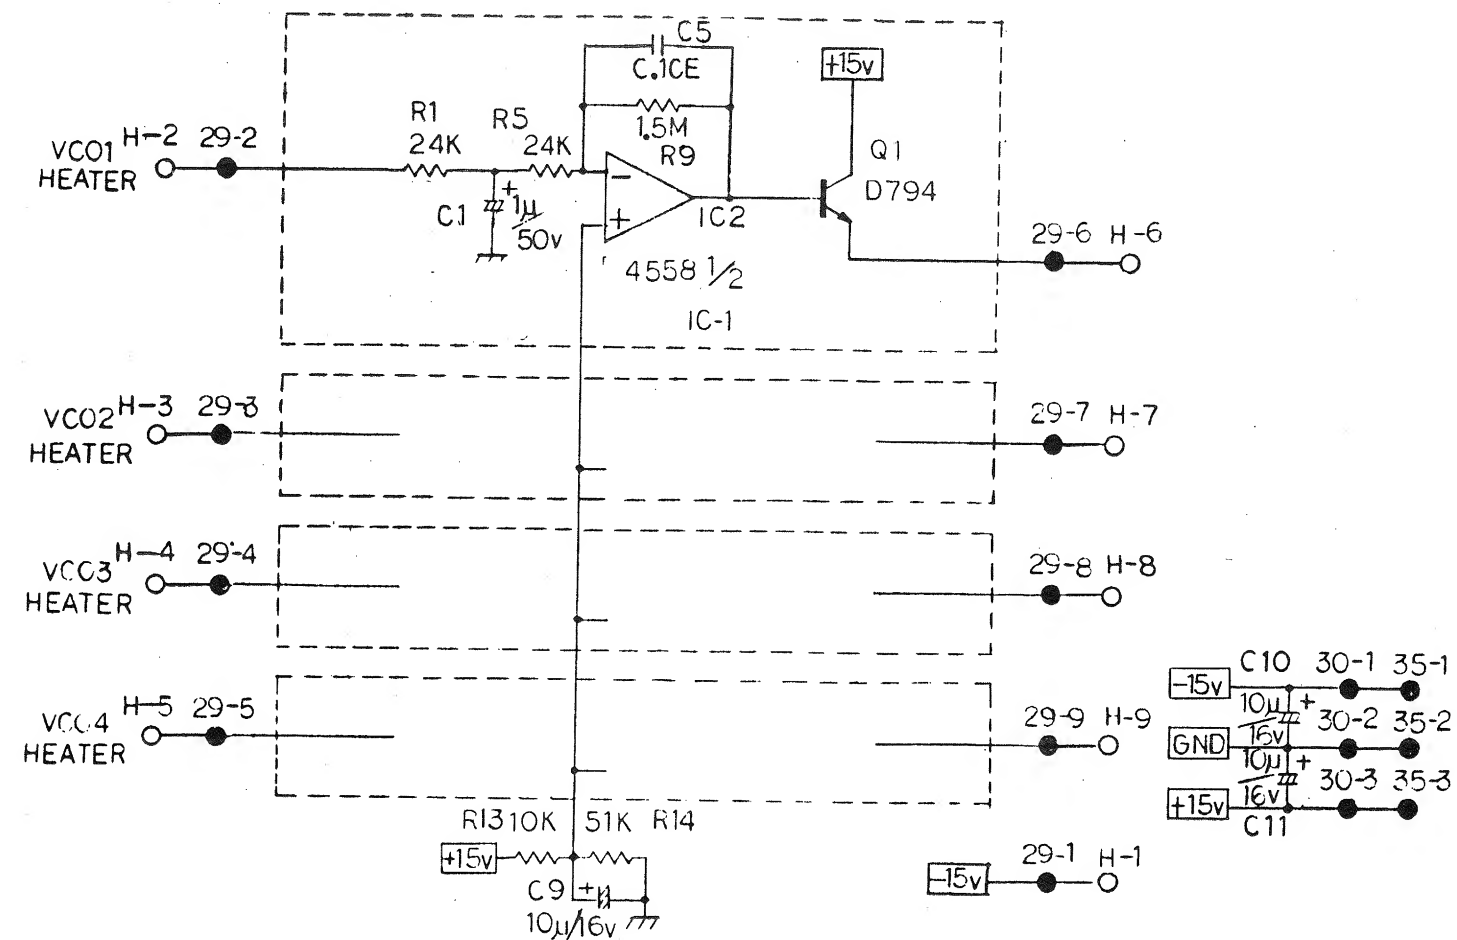 C5
C.1CE
+15v
R1
24K
R5
24K
1.5M
R9
Q1
D794
VCO1
HEATER
H-2 29-2
C.1
+
1μ/50v
−
+
IC2
4558 1/2
IC-1
29-6 H-6
VCO2
HEATER
H-3 29-3
29-7 H-7
VCO3
HEATER
H-4 29-4
29-8 H-8
VCO4
HEATER
H-5 29-5
29-9 H-9
C10 30-1 35-1
-15v
10μ/16v +
30-2 35-2
GND
10μ/16v +
30-3 35-3
+15v
C11
R13 10K 51K R14
+15v
C9 +
10μ/16v
29-1 H-1
-15v